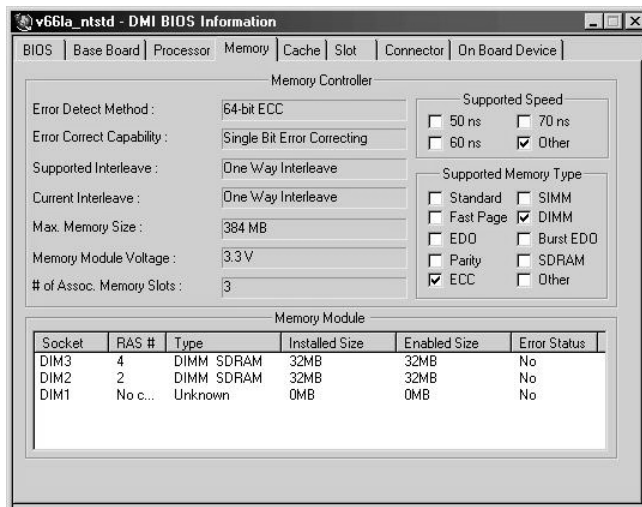 v66la_ntstd - DMI BIOS Information
BIOS Base Board Processor Memory Cache Slot Connector On Board Device
Memory Controller
Error Detect Method : 64-bit ECC
Error Correct Capability : Single Bit Error Correcting
Supported Interleave : One Way Interleave
Current Interleave : One Way Interleave
Max. Memory Size : 384 MB
Memory Module Voltage : 3.3 V
# of Assoc. Memory Slots : 3
Supported Speed
50 ns 70 ns
60 ns Other
Supported Memory Type
Standard SIMM
Fast Page DIMM
EDO Burst EDO
Parity SDRAM
ECC Other
Memory Module
Socket RAS # Type Installed Size Enabled Size Error Status
DIM3 4 DIMM SDRAM 32MB 32MB No
DIM2 2 DIMM SDRAM 32MB 32MB No
DIM1 No c... Unknown 0MB 0MB No